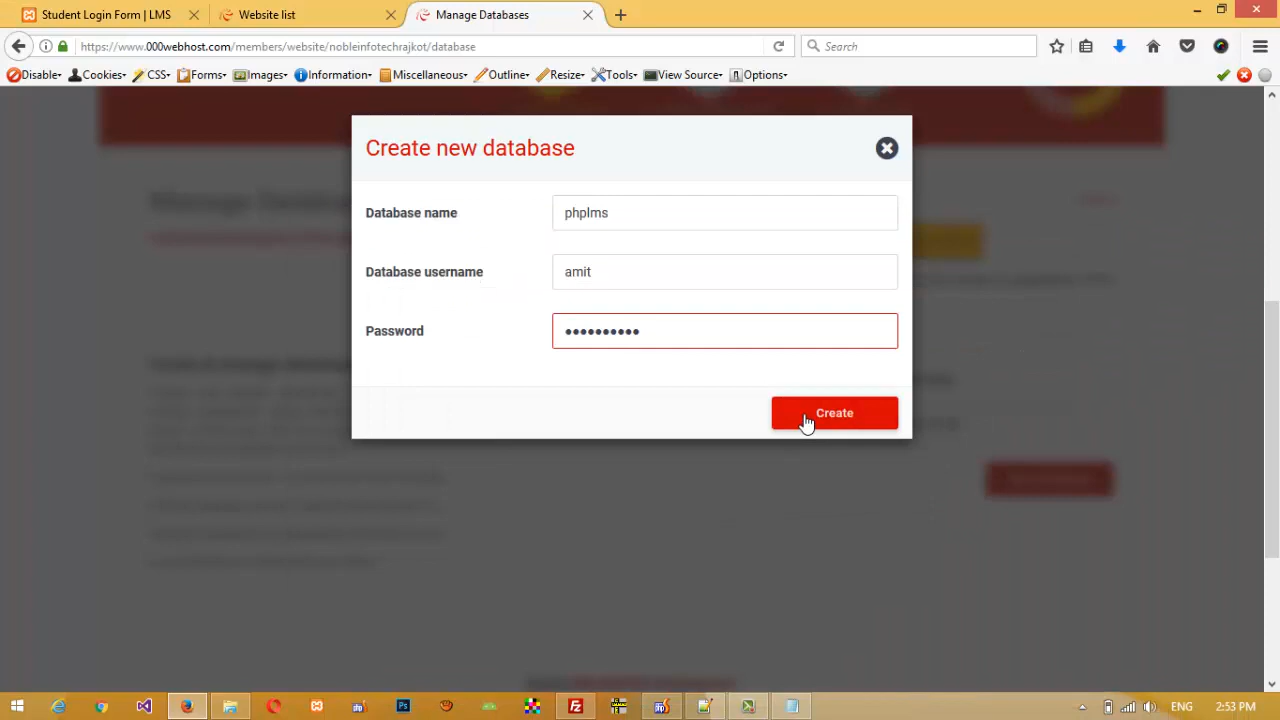 Student Login Form | LMS
Website list
Manage Databases
https://www.000webhost.com/members/website/nobleinfotechrajkot/database
Search
Disable
Cookies
CSS
Forms
Images
Information
Miscellaneous
Outline
Resize
Tools
View Source
Options
Create new database
Database name
phplms
Database username
amit
Password
Create
ENG
2:53 PM